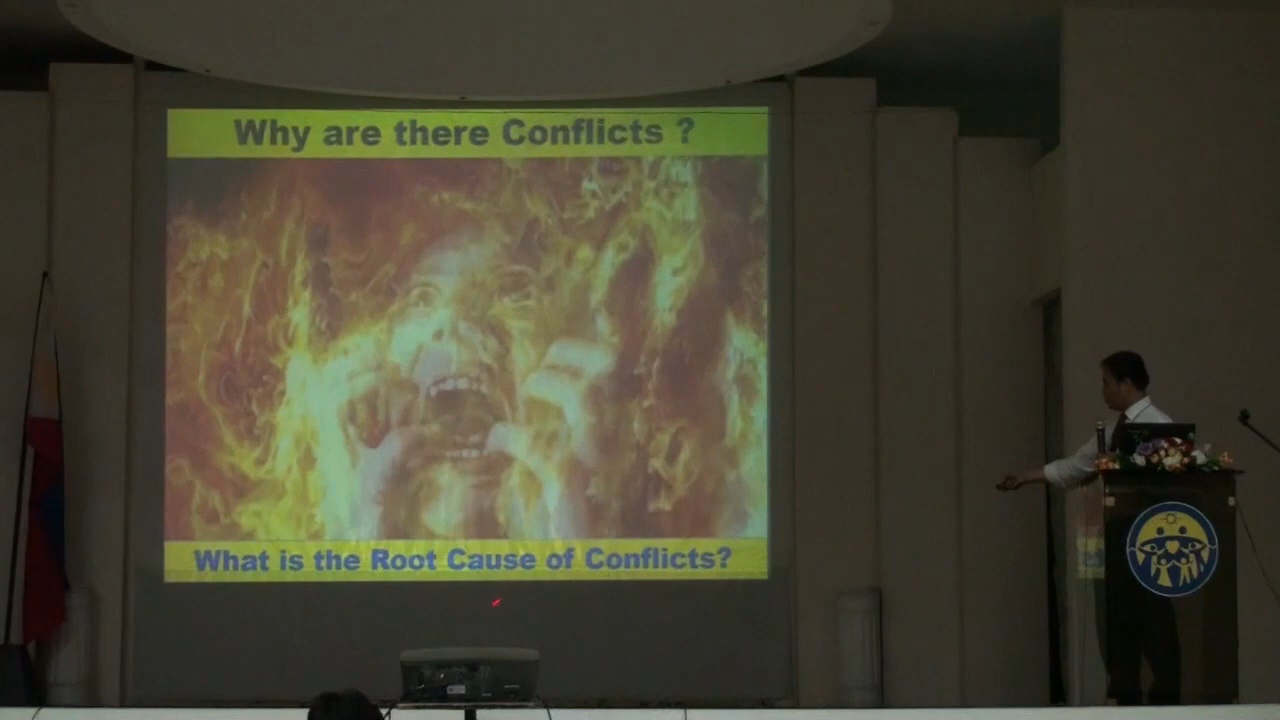 Why are there Conflicts ?
What is the Root Cause of Conflicts?